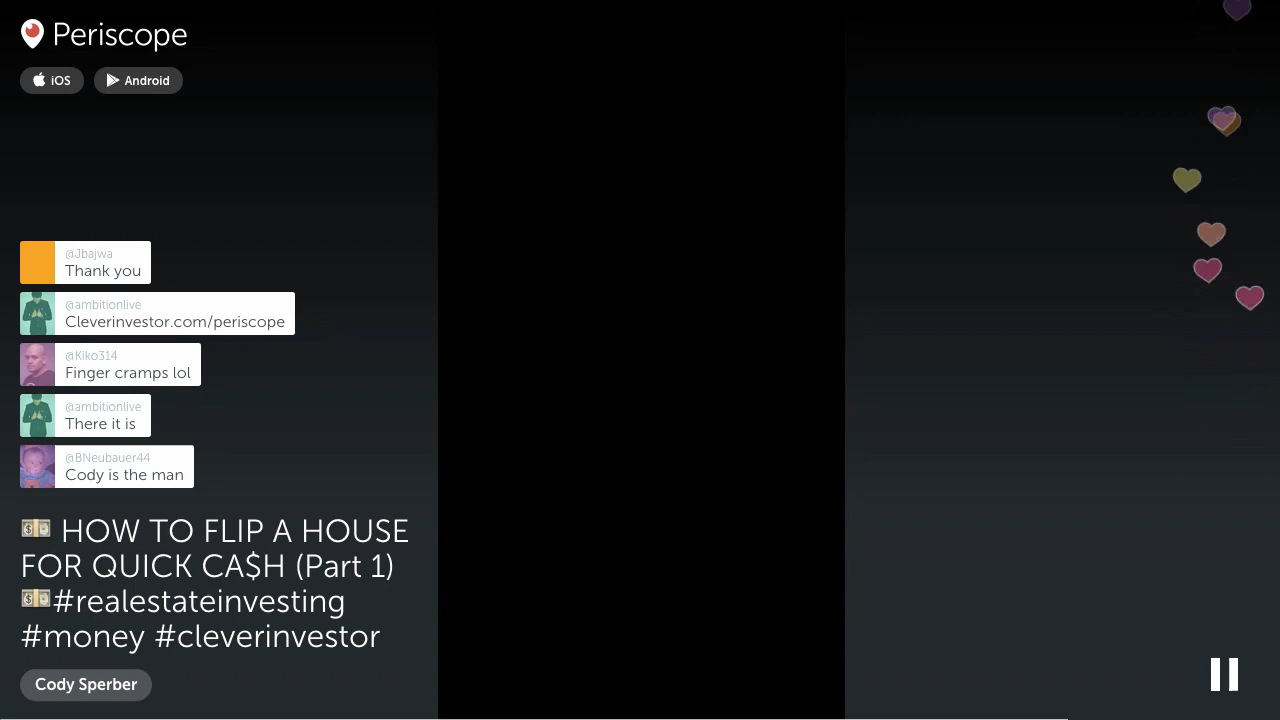 Periscope
iOS
Android
@Jbajwa
Thank you
@ambitionlive
Cleverinvestor.com/periscope
@Kiko314
Finger cramps lol
@ambitionlive
There it is
@BNeubauer44
Cody is the man
💵 HOW TO FLIP A HOUSE
FOR QUICK CA$H (Part 1)
💵#realestateinvesting
#money #cleverinvestor
Cody Sperber